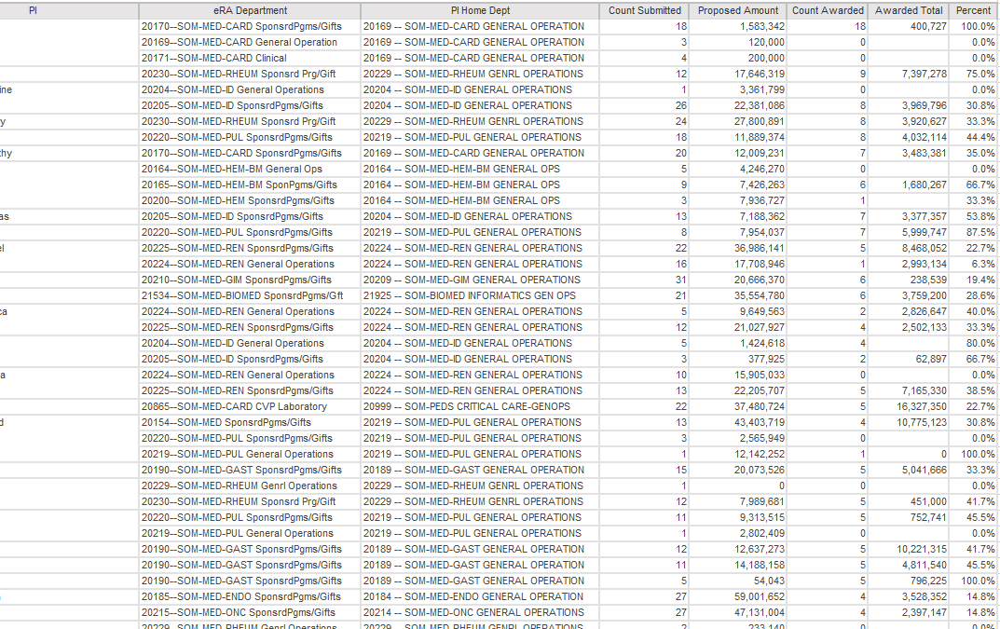 PI eRA Department PI Home Dept Count Submitted Proposed Amount Count Awarded Awarded Total Percent
20170--SOM-MED-CARD SponsrdPgms/Gifts 20169 -- SOM-MED-CARD GENERAL OPERATION 18 1,583,342 18 400,727 100.0%
20169--SOM-MED-CARD General Operation 20169 -- SOM-MED-CARD GENERAL OPERATION 3 120,000 0 0.0%
20171--SOM-MED-CARD Clinical 20169 -- SOM-MED-CARD GENERAL OPERATION 4 200,000 0 0.0%
20230--SOM-MED-RHEUM Sponsrd Prg/Gift 20229 -- SOM-MED-RHEUM GENRL OPERATIONS 12 17,646,319 9 7,397,278 75.0%
ine 20204--SOM-MED-ID General Operations 20204 -- SOM-MED-ID GENERAL OPERATIONS 1 3,361,799 0 0.0%
20205--SOM-MED-ID SponsrdPgms/Gifts 20204 -- SOM-MED-ID GENERAL OPERATIONS 26 22,381,086 8 3,969,796 30.8%
y 20230--SOM-MED-RHEUM Sponsrd Prg/Gift 20229 -- SOM-MED-RHEUM GENRL OPERATIONS 24 27,800,891 8 3,920,627 33.3%
20220--SOM-MED-PUL SponsrdPgms/Gifts 20219 -- SOM-MED-PUL GENERAL OPERATIONS 18 11,889,374 8 4,032,114 44.4%
thy 20170--SOM-MED-CARD SponsrdPgms/Gifts 20169 -- SOM-MED-CARD GENERAL OPERATION 20 12,009,231 7 3,483,381 35.0%
20164--SOM-MED-HEM-BM General Ops 20164 -- SOM-MED-HEM-BM GENERAL OPS 5 4,246,270 0 0.0%
20165--SOM-MED-HEM-BM SponPgms/Gifts 20164 -- SOM-MED-HEM-BM GENERAL OPS 9 7,426,263 6 1,680,267 66.7%
20200--SOM-MED-HEM SponsrdPgms/Gifts 20164 -- SOM-MED-HEM-BM GENERAL OPS 3 7,936,727 1 33.3%
as 20205--SOM-MED-ID SponsrdPgms/Gifts 20204 -- SOM-MED-ID GENERAL OPERATIONS 13 7,188,362 7 3,377,357 53.8%
20220--SOM-MED-PUL SponsrdPgms/Gifts 20219 -- SOM-MED-PUL GENERAL OPERATIONS 8 7,954,037 7 5,999,747 87.5%
el 20225--SOM-MED-REN SponsrdPgms/Gifts 20224 -- SOM-MED-REN GENERAL OPERATIONS 22 36,986,141 5 8,468,052 22.7%
20224--SOM-MED-REN General Operations 20224 -- SOM-MED-REN GENERAL OPERATIONS 16 17,708,946 1 2,993,134 6.3%
20210--SOM-MED-GIM SponsrdPgms/Gifts 20209 -- SOM-MED-GIM GENERAL OPERATIONS 31 20,666,370 6 238,539 19.4%
21534--SOM-MED-BIOMED SponsrdPgms/Gft 21925 -- SOM-BIOMED INFORMATICS GEN OPS 21 35,554,780 6 3,759,200 28.6%
ca 20224--SOM-MED-REN General Operations 20224 -- SOM-MED-REN GENERAL OPERATIONS 5 9,649,563 2 2,826,647 40.0%
20225--SOM-MED-REN SponsrdPgms/Gifts 20224 -- SOM-MED-REN GENERAL OPERATIONS 12 21,027,927 4 2,502,133 33.3%
20204--SOM-MED-ID General Operations 20204 -- SOM-MED-ID GENERAL OPERATIONS 5 1,424,618 4 80.0%
20205--SOM-MED-ID SponsrdPgms/Gifts 20204 -- SOM-MED-ID GENERAL OPERATIONS 3 377,925 2 62,897 66.7%
a 20224--SOM-MED-REN General Operations 20224 -- SOM-MED-REN GENERAL OPERATIONS 10 15,905,033 0 0.0%
20225--SOM-MED-REN SponsrdPgms/Gifts 20224 -- SOM-MED-REN GENERAL OPERATIONS 13 22,205,707 5 7,165,330 38.5%
20865--SOM-MED-CARD CVP Laboratory 20999 -- SOM-PEDS CRITICAL CARE-GENOPS 22 37,480,724 5 16,327,350 22.7%
d 20154--SOM-MED SponsrdPgms/Gifts 20219 -- SOM-MED-PUL GENERAL OPERATIONS 13 43,403,719 4 10,775,123 30.8%
20220--SOM-MED-PUL SponsrdPgms/Gifts 20219 -- SOM-MED-PUL GENERAL OPERATIONS 3 2,565,949 0 0.0%
20219--SOM-MED-PUL General Operations 20219 -- SOM-MED-PUL GENERAL OPERATIONS 1 12,142,252 1 0 100.0%
20190--SOM-MED-GAST SponsrdPgms/Gifts 20189 -- SOM-MED-GAST GENERAL OPERATION 15 20,073,526 5 5,041,666 33.3%
20229--SOM-MED-RHEUM Genrl Operations 20229 -- SOM-MED-RHEUM GENRL OPERATIONS 1 0 0 0.0%
20230--SOM-MED-RHEUM Sponsrd Prg/Gift 20229 -- SOM-MED-RHEUM GENRL OPERATIONS 12 7,989,681 5 451,000 41.7%
20220--SOM-MED-PUL SponsrdPgms/Gifts 20219 -- SOM-MED-PUL GENERAL OPERATIONS 11 9,313,515 5 752,741 45.5%
20219--SOM-MED-PUL General Operations 20219 -- SOM-MED-PUL GENERAL OPERATIONS 1 2,802,409 0 0.0%
20190--SOM-MED-GAST SponsrdPgms/Gifts 20189 -- SOM-MED-GAST GENERAL OPERATION 12 12,637,273 5 10,221,315 41.7%
20190--SOM-MED-GAST SponsrdPgms/Gifts 20189 -- SOM-MED-GAST GENERAL OPERATION 11 14,188,158 5 4,811,540 45.5%
20190--SOM-MED-GAST SponsrdPgms/Gifts 20189 -- SOM-MED-GAST GENERAL OPERATION 5 54,043 5 796,225 100.0%
20185--SOM-MED-ENDO SponsrdPgms/Gifts 20184 -- SOM-MED-ENDO GENERAL OPERATION 27 59,001,652 4 3,528,352 14.8%
20215--SOM-MED-ONC SponsrdPgms/Gifts 20214 -- SOM-MED-ONC GENERAL OPERATIONS 27 47,131,004 4 2,397,147 14.8%
20229--SOM-MED-RHEUM Genrl Operations 20229 -- SOM-MED-RHEUM GENRL OPERATIONS 2 233,140 0 0.0%